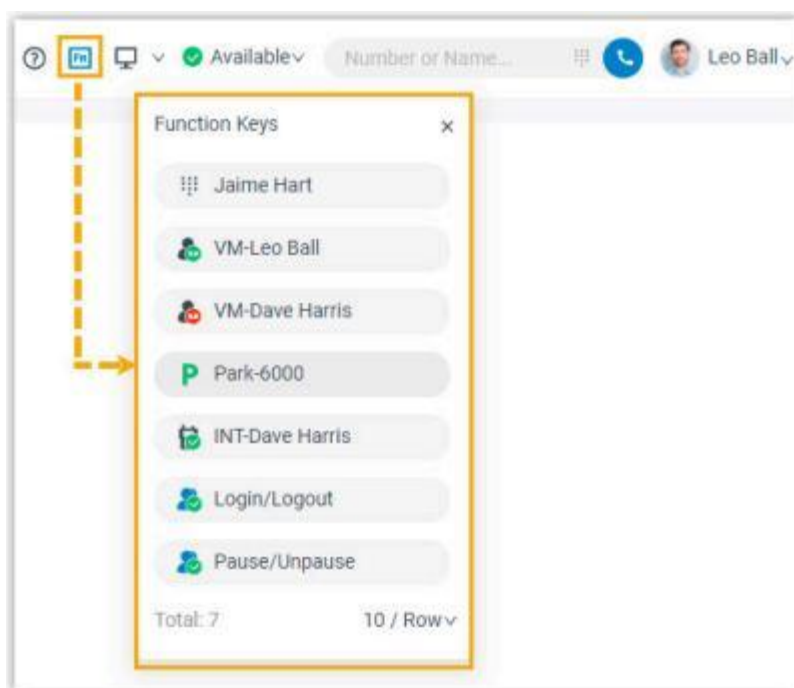 Fn Available Number or Name... Leo Ball
Function Keys
Jaime Hart
VM-Leo Ball
VM-Dave Harris
P Park-6000
INT-Dave Harris
Login/Logout
Pause/Unpause
Total: 7 10 / Row